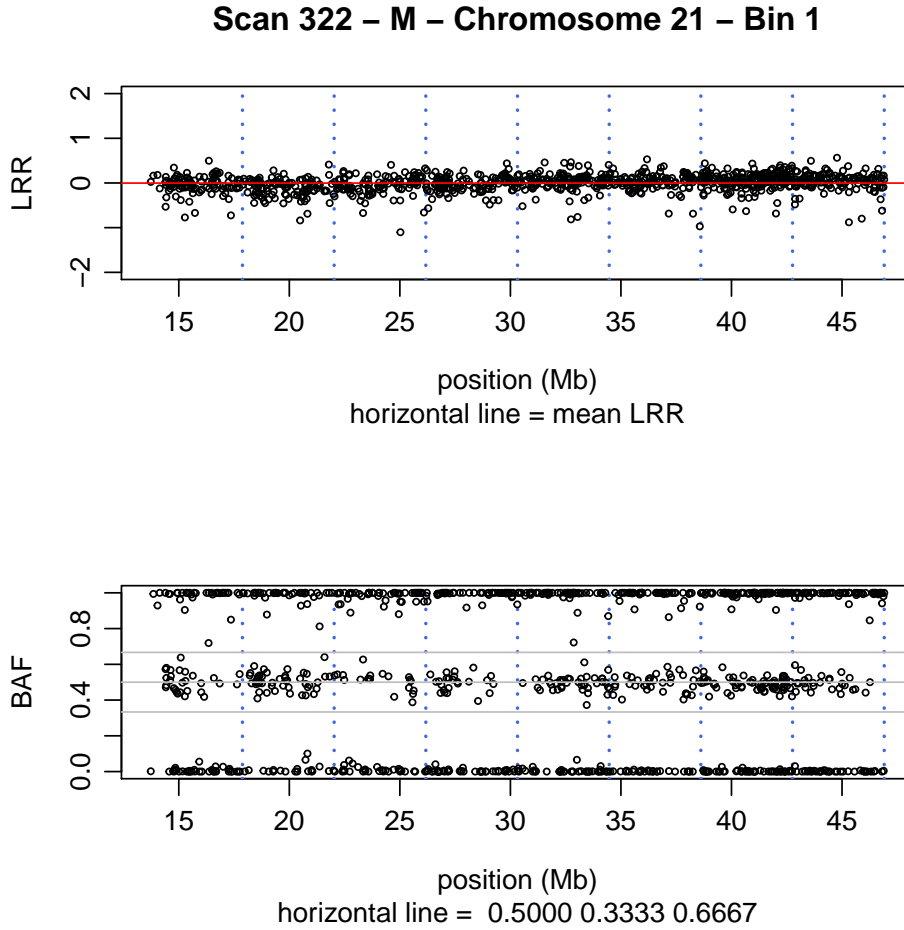 Scan 322 – M – Chromosome 21 – Bin 1
LRR
2
1
0
−2
15 20 25 30 35 40 45
position (Mb)
horizontal line = mean LRR
BAF
0.8
0.4
0.0
15 20 25 30 35 40 45
position (Mb)
horizontal line = 0.5000 0.3333 0.6667